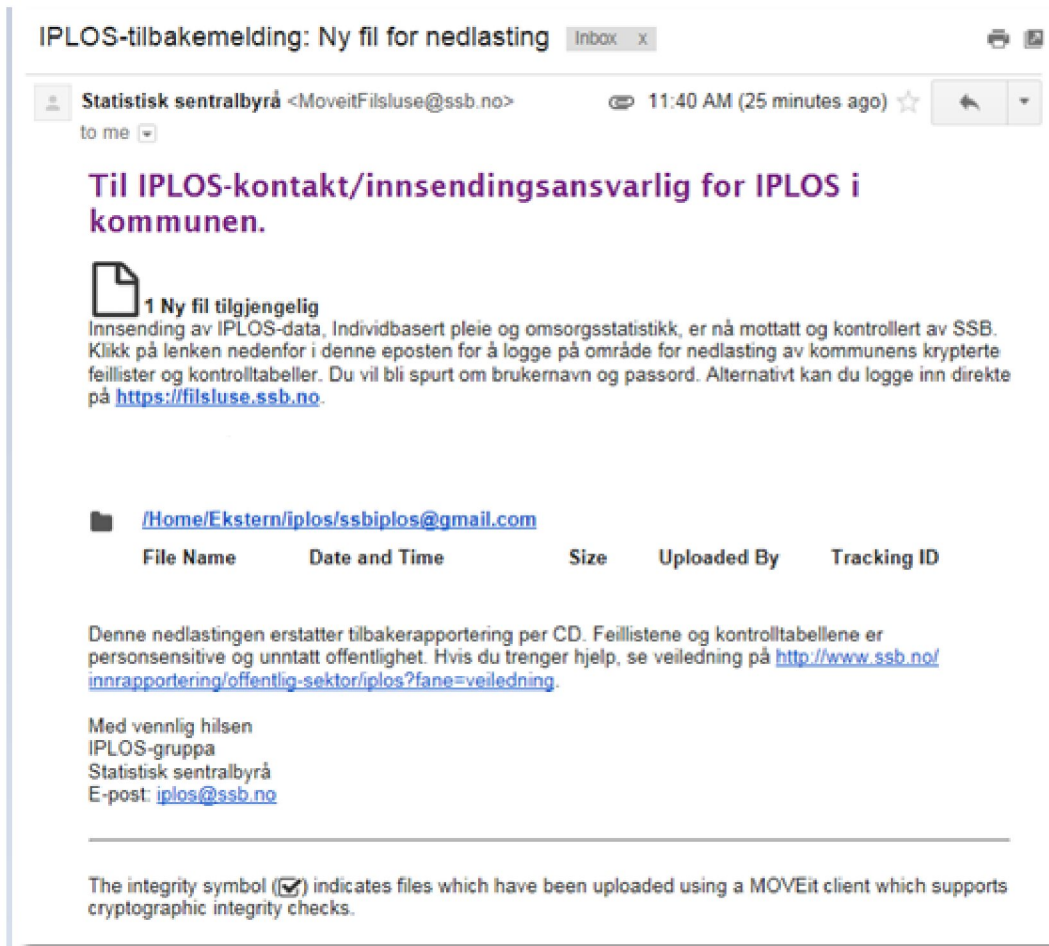 IPLOS-tilbakemelding: Ny fil for nedlasting Inbox x
Statistisk sentralbyrå <MoveitFilsluse@ssb.no> 11:40 AM (25 minutes ago)
to me
Til IPLOS-kontakt/innsendingsansvarlig for IPLOS i
kommunen.
1 Ny fil tilgjengelig
Innsending av IPLOS-data, Individbasert pleie og omsorgsstatistikk, er nå mottatt og kontrollert av SSB.
Klikk på lenken nedenfor i denne eposten for å logge på område for nedlasting av kommunens krypterte
feillister og kontrolltabeller. Du vil bli spurt om brukernavn og passord. Alternativt kan du logge inn direkte
på https://filsluse.ssb.no.
/Home/Ekstern/iplos/ssbiplos@gmail.com
File Name Date and Time Size Uploaded By Tracking ID
Denne nedlastingen erstatter tilbakerapportering per CD. Feillistene og kontrolltabellene er
personsensitive og unntatt offentlighet. Hvis du trenger hjelp, se veiledning på http://www.ssb.no/
innrapportering/offentlig-sektor/iplos?fane=veiledning.
Med vennlig hilsen
IPLOS-gruppa
Statistisk sentralbyrå
E-post: iplos@ssb.no
The integrity symbol (☑) indicates files which have been uploaded using a MOVEit client which supports
cryptographic integrity checks.